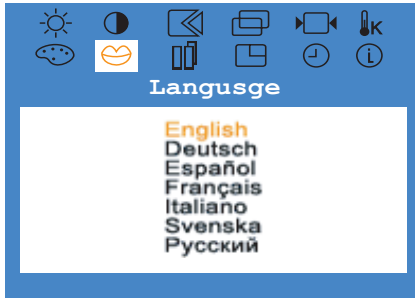 K
Langusge
English
Deutsch
Español
Français
Italiano
Svenska
Русский